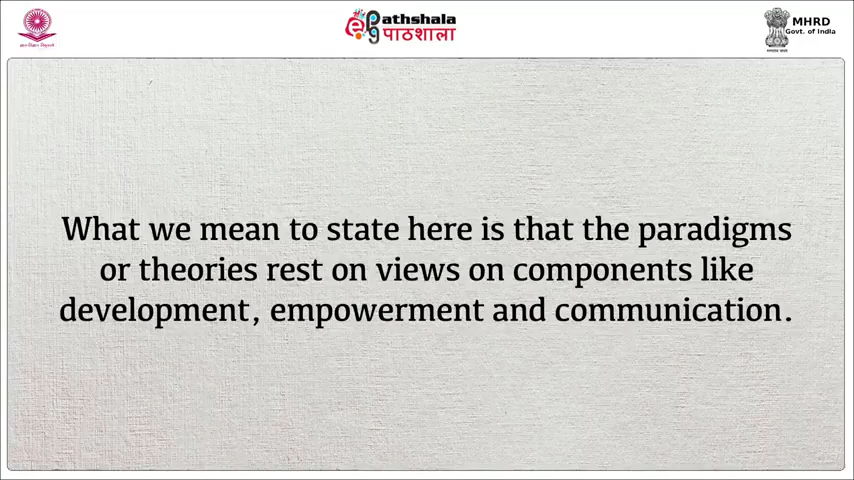 ePathshala
पाठशाला
MHRD
Govt. of India
What we mean to state here is that the paradigms
or theories rest on views on components like
development, empowerment and communication.